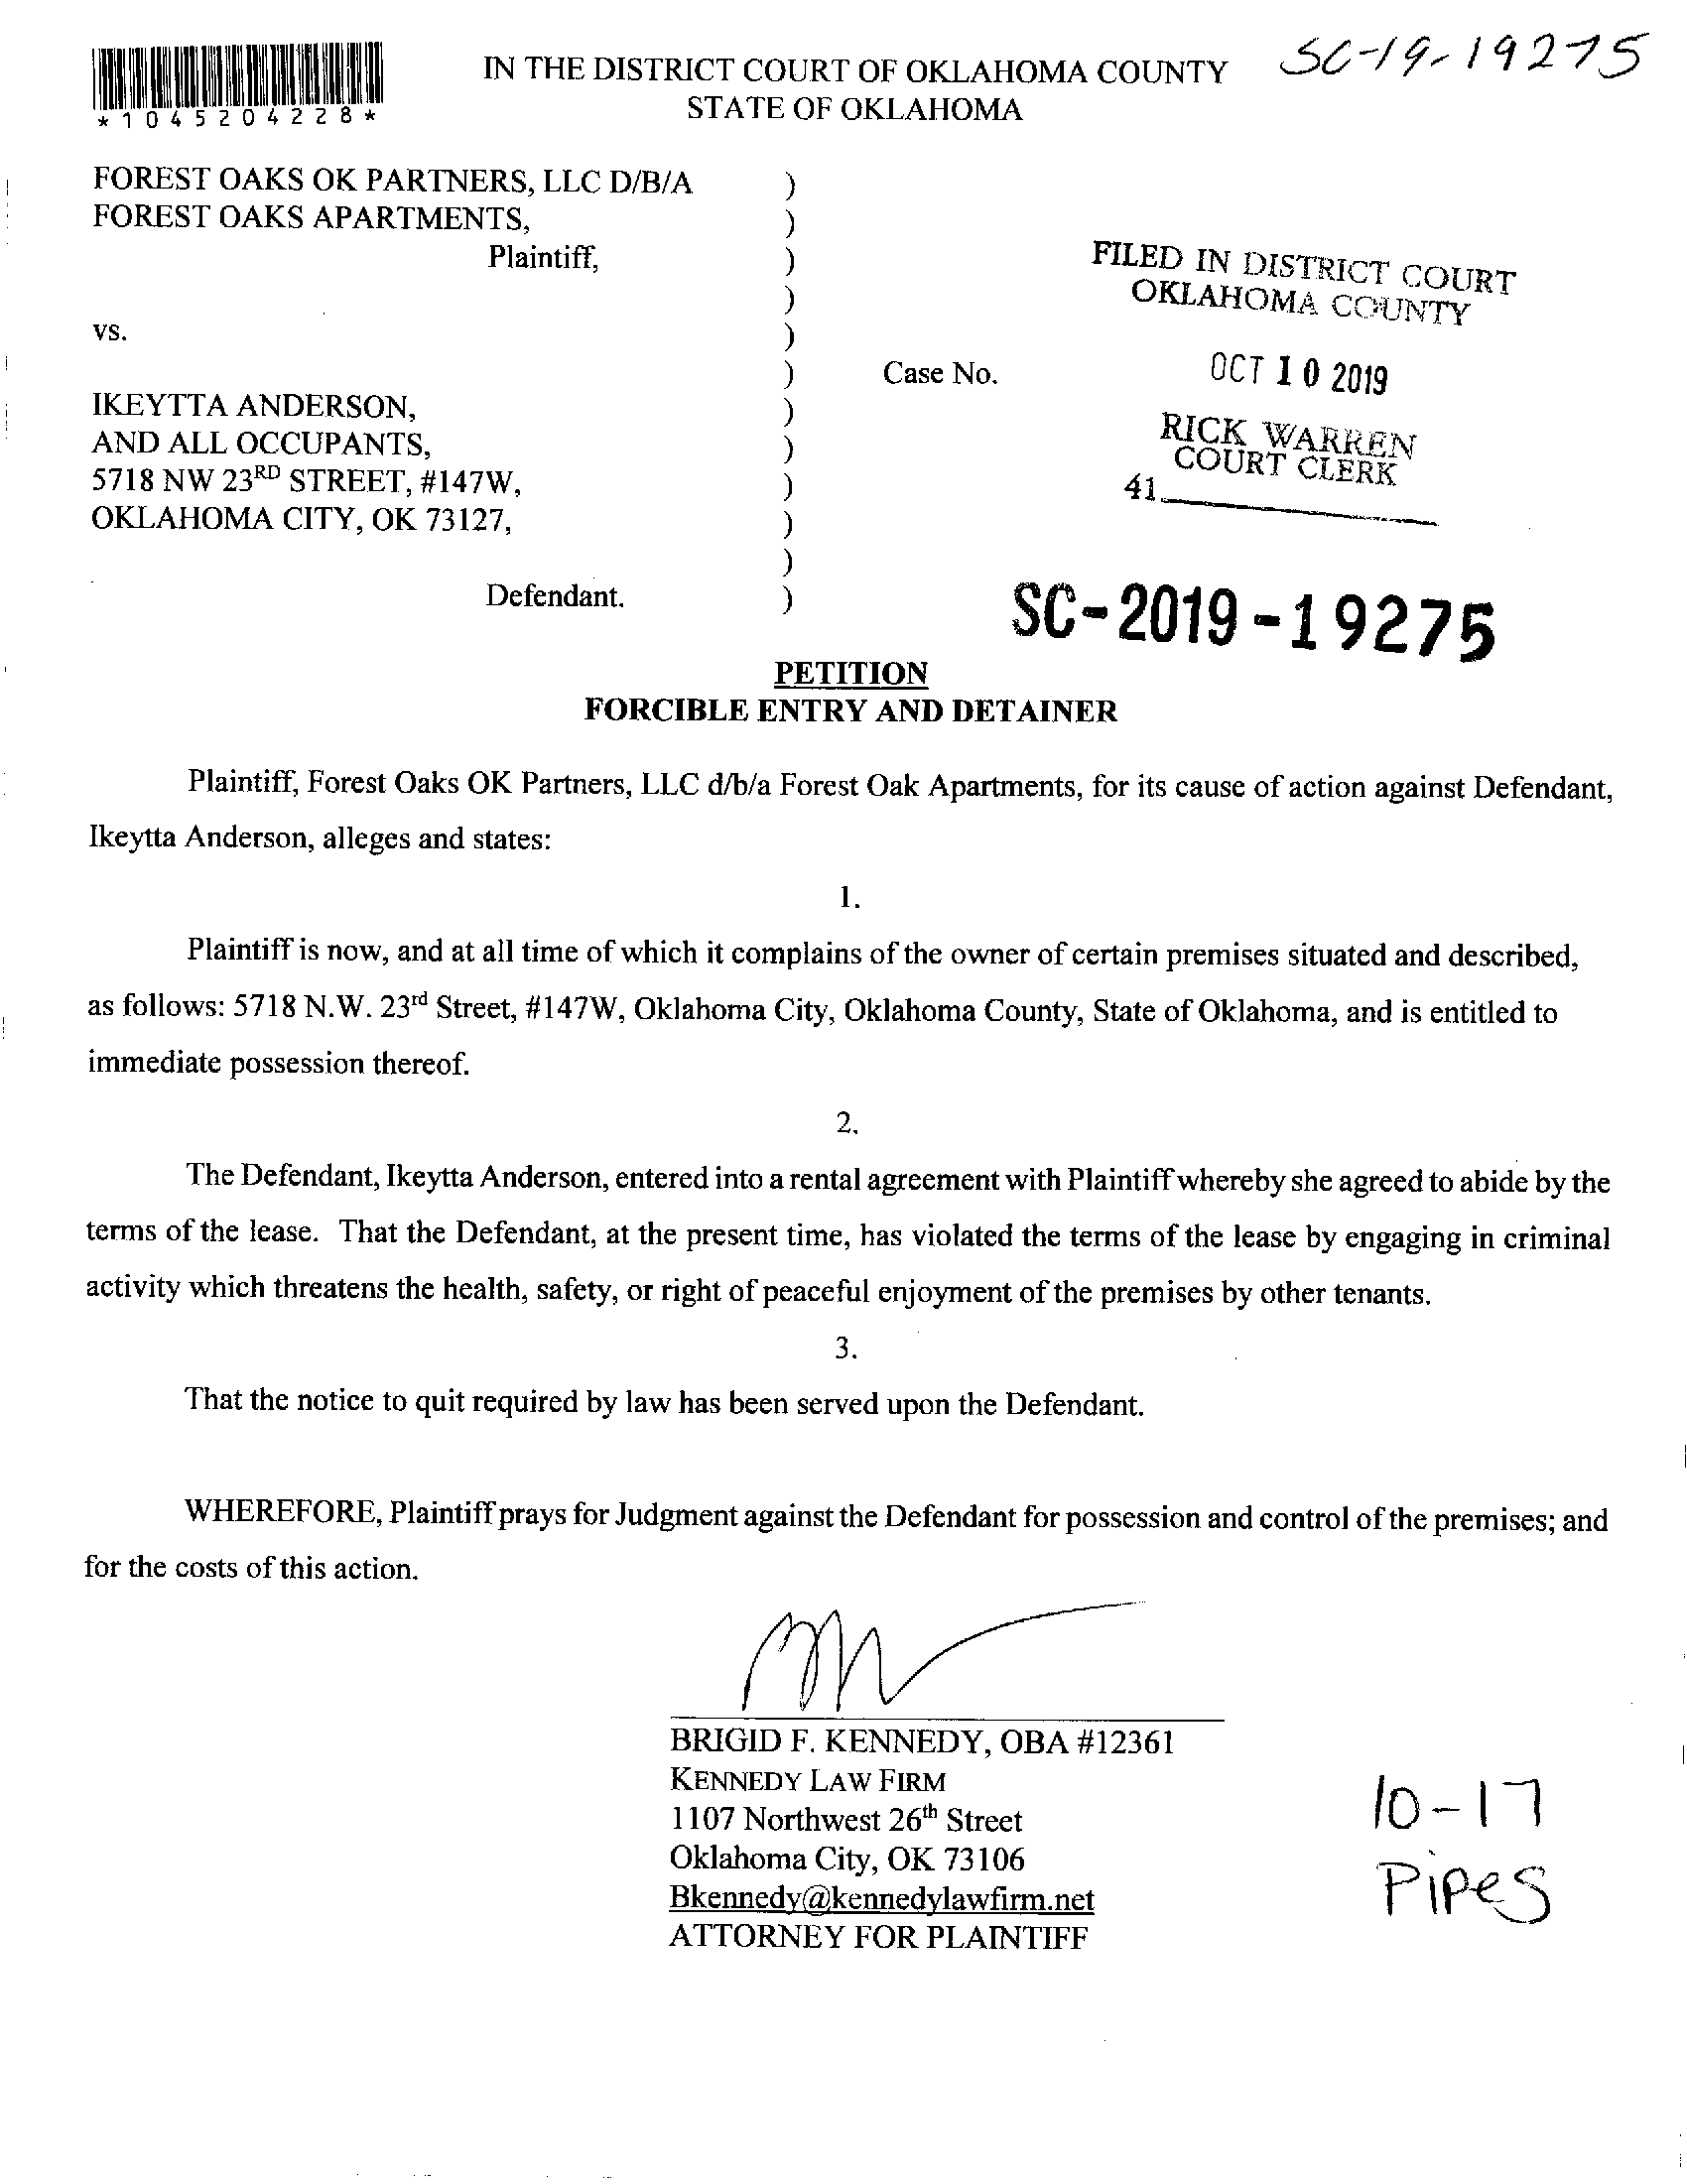 SC-19-19275
IN THE DISTRICT COURT OF OKLAHOMA COUNTY
STATE OF OKLAHOMA
*1045204228*
FOREST OAKS OK PARTNERS, LLC D/B/A )
FOREST OAKS APARTMENTS, )
Plaintiff, )
)
vs. )
)
IKEYTTA ANDERSON, )
AND ALL OCCUPANTS, )
5718 NW 23RD STREET, #147W, )
OKLAHOMA CITY, OK 73127, )
)
Defendant. )
Case No.
FILED IN DISTRICT COURT
OKLAHOMA COUNTY
OCT 10 2019
RICK WARREN
COURT CLERK
41
SC-2019-19275
PETITION
FORCIBLE ENTRY AND DETAINER
Plaintiff, Forest Oaks OK Partners, LLC d/b/a Forest Oak Apartments, for its cause of action against Defendant,
Ikeytta Anderson, alleges and states:
1.
Plaintiff is now, and at all time of which it complains of the owner of certain premises situated and described,
as follows: 5718 N.W. 23rd Street, #147W, Oklahoma City, Oklahoma County, State of Oklahoma, and is entitled to
immediate possession thereof.
2.
The Defendant, Ikeytta Anderson, entered into a rental agreement with Plaintiff whereby she agreed to abide by the
terms of the lease. That the Defendant, at the present time, has violated the terms of the lease by engaging in criminal
activity which threatens the health, safety, or right of peaceful enjoyment of the premises by other tenants.
3.
That the notice to quit required by law has been served upon the Defendant.
WHEREFORE, Plaintiff prays for Judgment against the Defendant for possession and control of the premises; and
for the costs of this action.
BRIGID F. KENNEDY, OBA #12361
KENNEDY LAW FIRM
1107 Northwest 26th Street
Oklahoma City, OK 73106
Bkennedy@kennedylawfirm.net
ATTORNEY FOR PLAINTIFF
10-17
Pipes